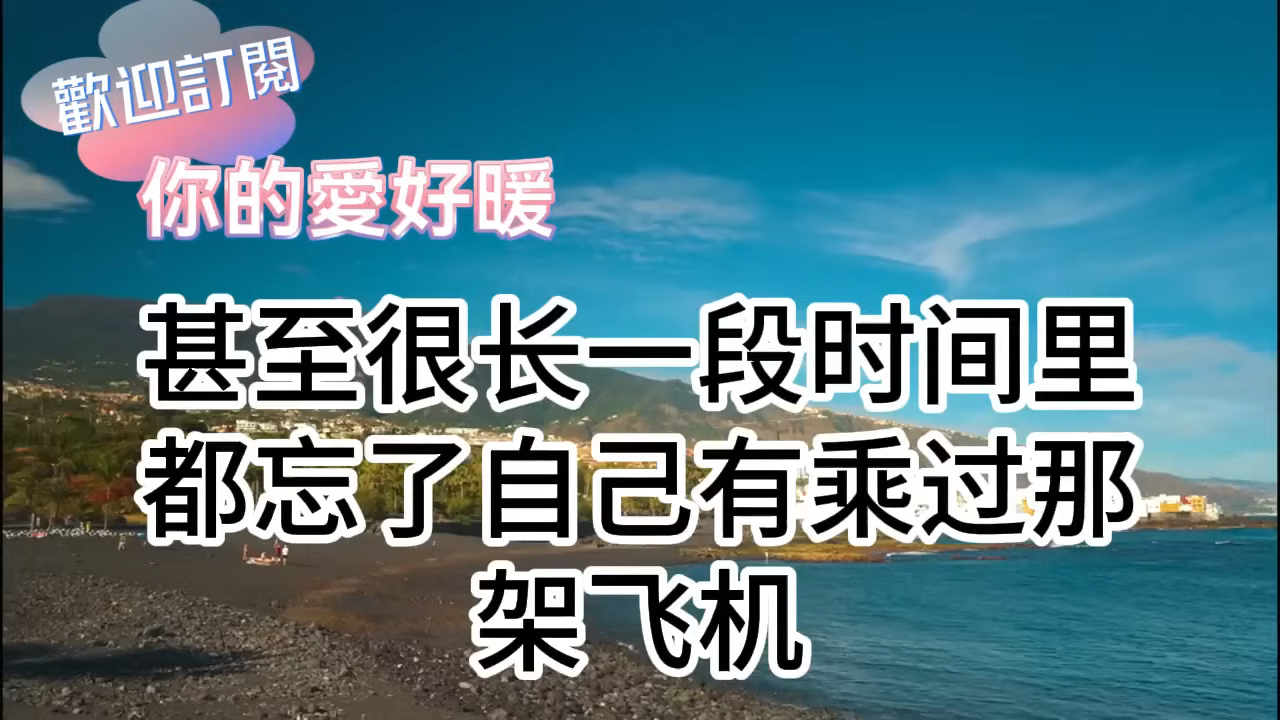 歡迎訂閱
你的愛好暖
甚至很长一段时间里
都忘了自己有乘过那
架飞机